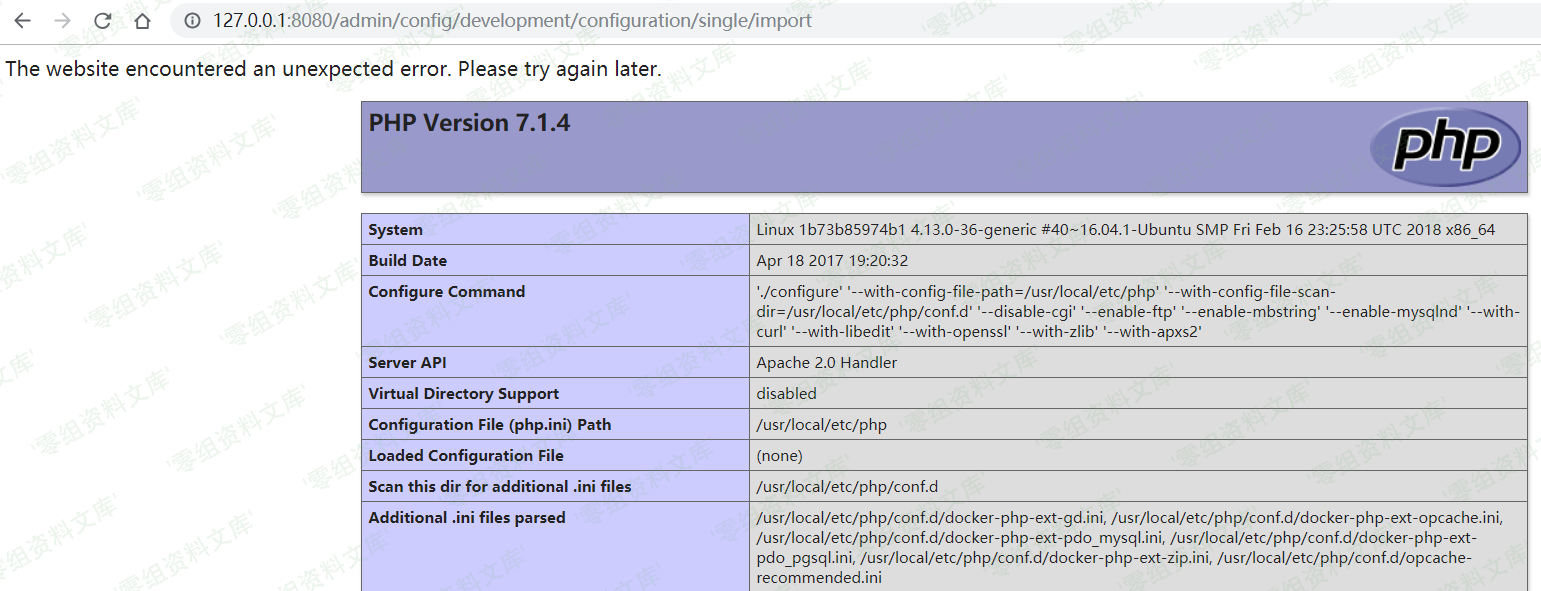 127.0.0.1:8080/admin/config/development/configuration/single/import
The website encountered an unexpected error. Please try again later.
PHP Version 7.1.4
php
System
Linux 1b73b85974b1 4.13.0-36-generic #40~16.04.1-Ubuntu SMP Fri Feb 16 23:25:58 UTC 2018 x86_64
Build Date
Apr 18 2017 19:20:32
Configure Command
'./configure' '--with-config-file-path=/usr/local/etc/php' '--with-config-file-scan-
dir=/usr/local/etc/php/conf.d' '--disable-cgi' '--enable-ftp' '--enable-mbstring' '--enable-mysqlnd' '--with-
curl' '--with-libedit' '--with-openssl' '--with-zlib' '--with-apxs2'
Server API
Apache 2.0 Handler
Virtual Directory Support
disabled
Configuration File (php.ini) Path
/usr/local/etc/php
Loaded Configuration File
(none)
Scan this dir for additional .ini files
/usr/local/etc/php/conf.d
Additional .ini files parsed
/usr/local/etc/php/conf.d/docker-php-ext-gd.ini, /usr/local/etc/php/conf.d/docker-php-ext-opcache.ini,
/usr/local/etc/php/conf.d/docker-php-ext-pdo_mysql.ini, /usr/local/etc/php/conf.d/docker-php-ext-
pdo_pgsql.ini, /usr/local/etc/php/conf.d/docker-php-ext-zip.ini, /usr/local/etc/php/conf.d/opcache-
recommended.ini
'零组资料文库'